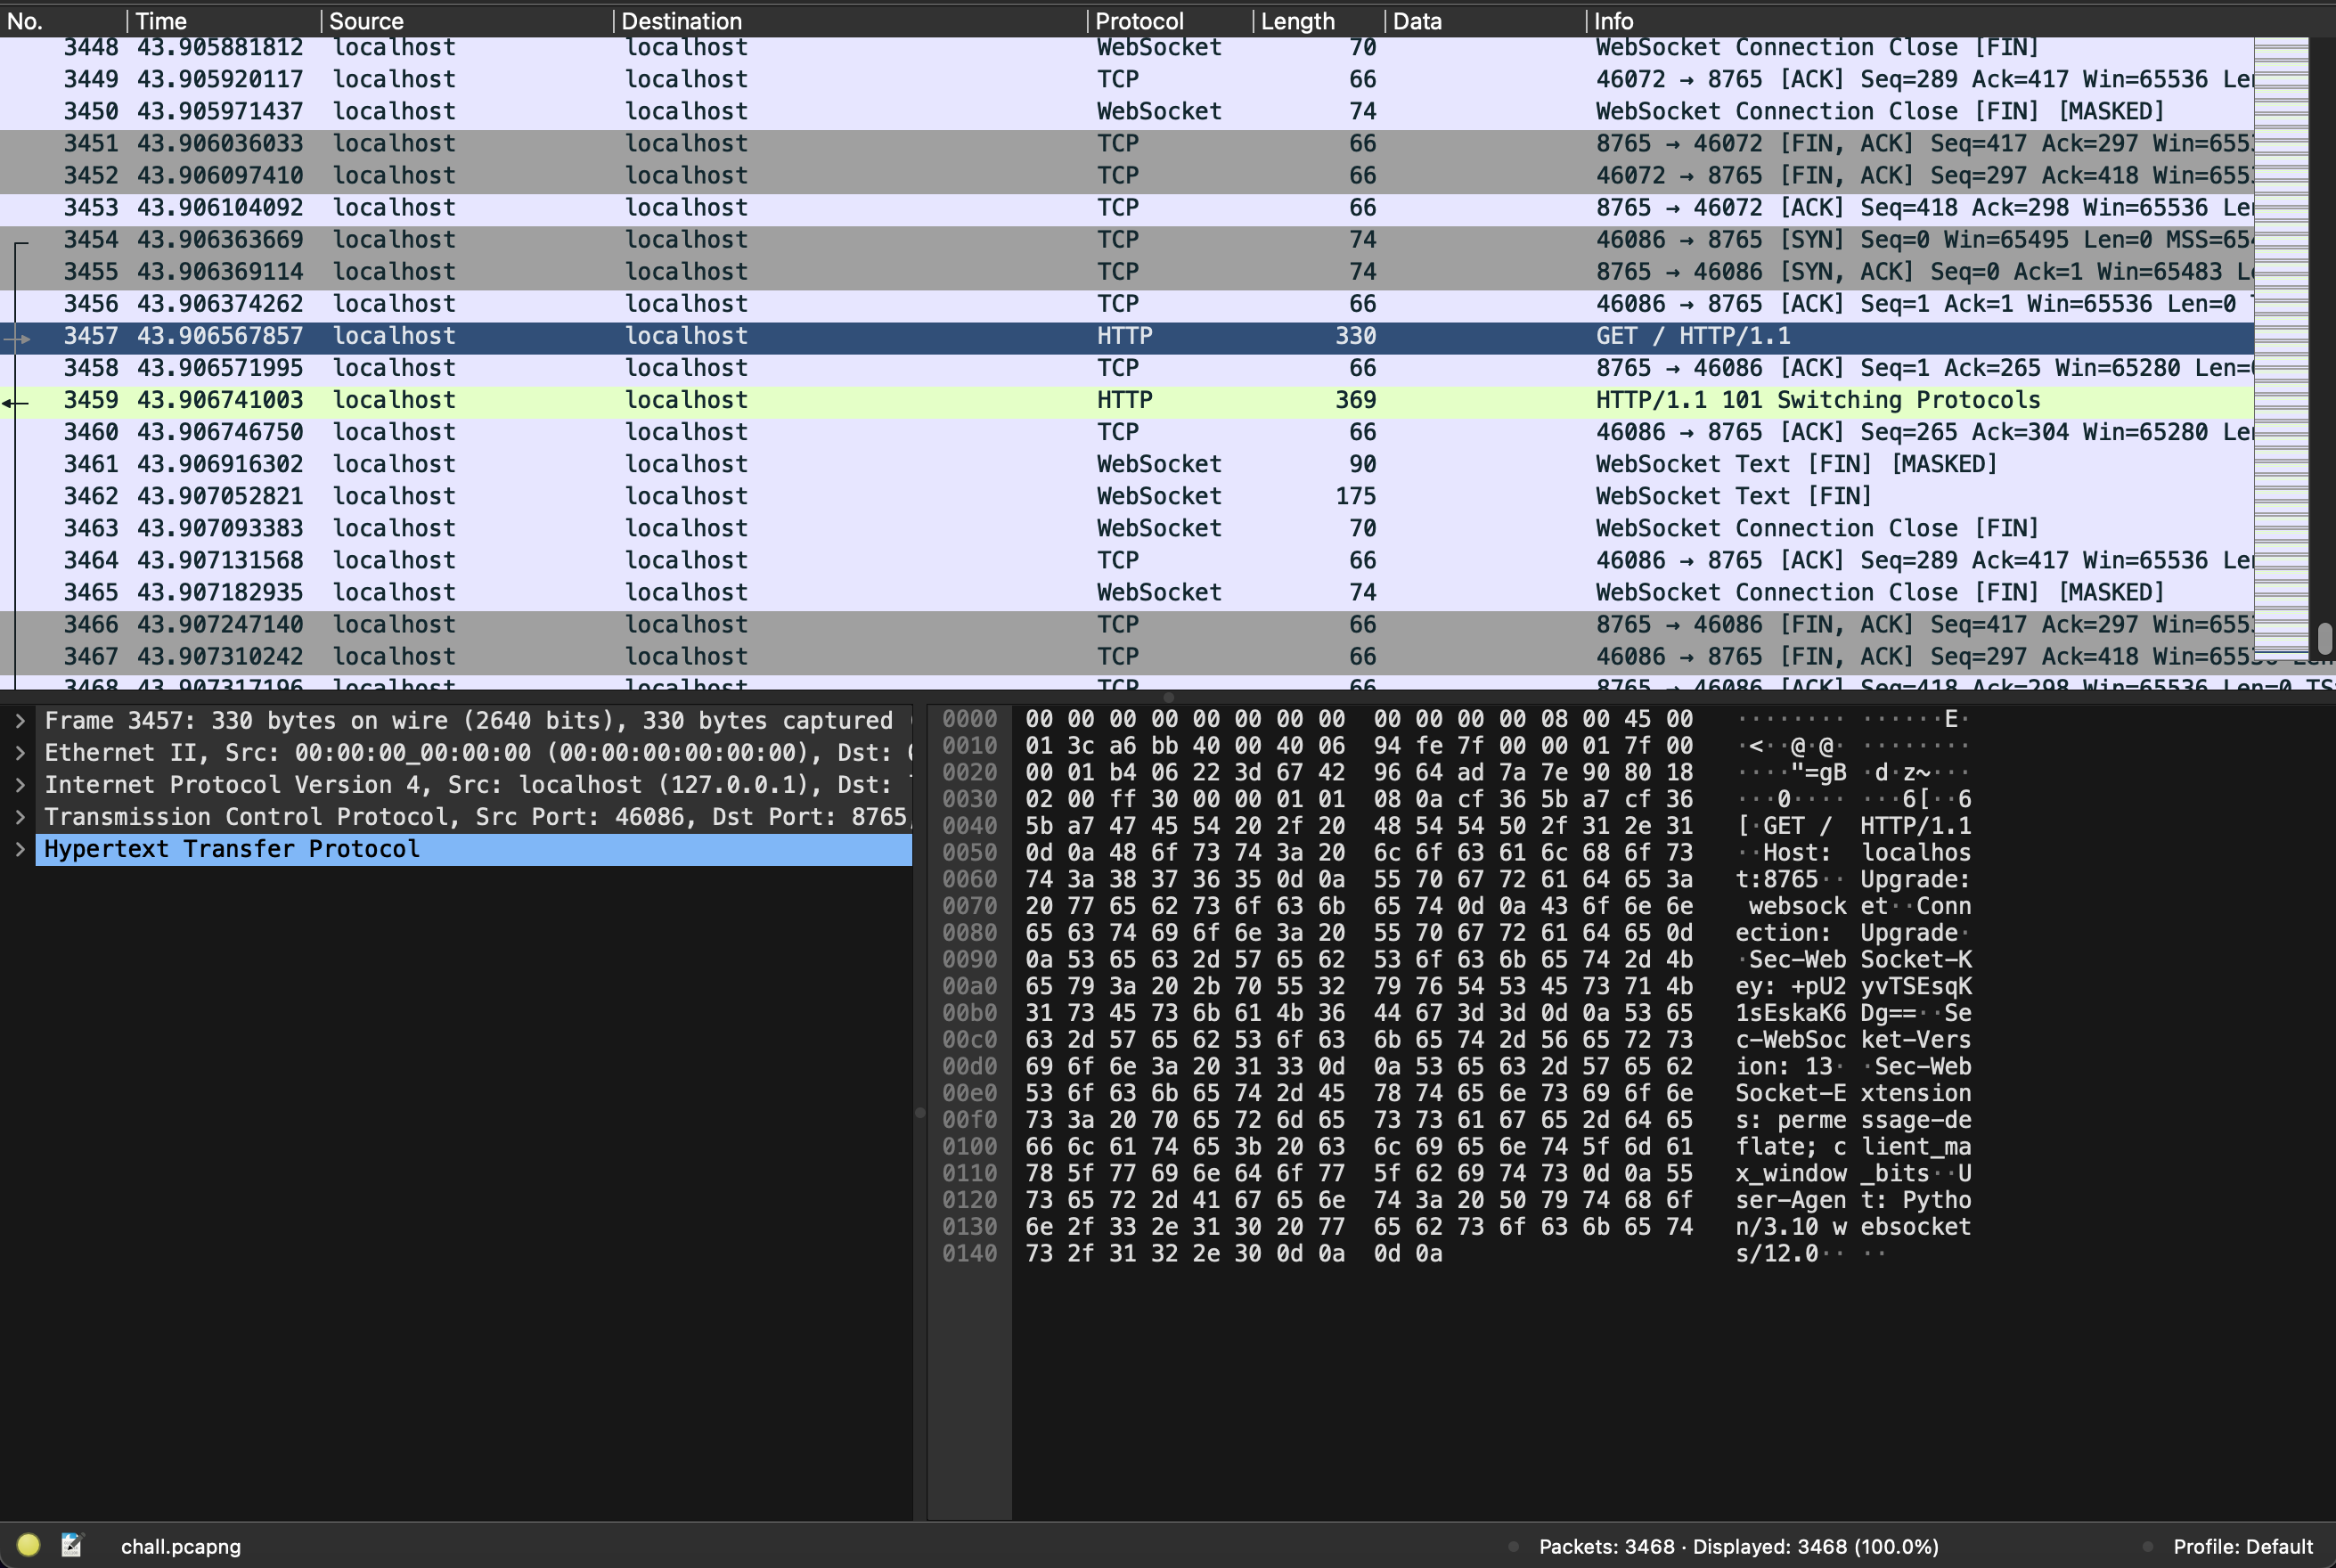 No. Time Source Destination Protocol Length Data Info
3448 43.905881812 localhost localhost WebSocket 70 WebSocket Connection Close [FIN]
3449 43.905920117 localhost localhost TCP 66 46072 → 8765 [ACK] Seq=289 Ack=417 Win=65536 Le
3450 43.905971437 localhost localhost WebSocket 74 WebSocket Connection Close [FIN] [MASKED]
3451 43.906036033 localhost localhost TCP 66 8765 → 46072 [FIN, ACK] Seq=417 Ack=297 Win=655
3452 43.906097410 localhost localhost TCP 66 46072 → 8765 [FIN, ACK] Seq=297 Ack=418 Win=655
3453 43.906104092 localhost localhost TCP 66 8765 → 46072 [ACK] Seq=418 Ack=298 Win=65536 Le
3454 43.906363669 localhost localhost TCP 74 46086 → 8765 [SYN] Seq=0 Win=65495 Len=0 MSS=65
3455 43.906369114 localhost localhost TCP 74 8765 → 46086 [SYN, ACK] Seq=0 Ack=1 Win=65483 L
3456 43.906374262 localhost localhost TCP 66 46086 → 8765 [ACK] Seq=1 Ack=1 Win=65536 Len=0
3457 43.906567857 localhost localhost HTTP 330 GET / HTTP/1.1
3458 43.906571995 localhost localhost TCP 66 8765 → 46086 [ACK] Seq=1 Ack=265 Win=65280 Len=
3459 43.906741003 localhost localhost HTTP 369 HTTP/1.1 101 Switching Protocols
3460 43.906746750 localhost localhost TCP 66 46086 → 8765 [ACK] Seq=265 Ack=304 Win=65280 Le
3461 43.906916302 localhost localhost WebSocket 90 WebSocket Text [FIN] [MASKED]
3462 43.907052821 localhost localhost WebSocket 175 WebSocket Text [FIN]
3463 43.907093383 localhost localhost WebSocket 70 WebSocket Connection Close [FIN]
3464 43.907131568 localhost localhost TCP 66 46086 → 8765 [ACK] Seq=289 Ack=417 Win=65536 Le
3465 43.907182935 localhost localhost WebSocket 74 WebSocket Connection Close [FIN] [MASKED]
3466 43.907247140 localhost localhost TCP 66 8765 → 46086 [FIN, ACK] Seq=417 Ack=297 Win=655
3467 43.907310242 localhost localhost TCP 66 46086 → 8765 [FIN, ACK] Seq=297 Ack=418 Win=65536
3468 43.907317196 localhost localhost TCP 66 8765 → 46086 [ACK] Seq=418 Ack=298 Win=65536 Len=0
Frame 3457: 330 bytes on wire (2640 bits), 330 bytes captured
Ethernet II, Src: 00:00:00_00:00:00 (00:00:00:00:00:00), Dst:
Internet Protocol Version 4, Src: localhost (127.0.0.1), Dst:
Transmission Control Protocol, Src Port: 46086, Dst Port: 8765,
Hypertext Transfer Protocol
0000 00 00 00 00 00 00 00 00 00 00 00 00 08 00 45 00 ········ ······E·
0010 01 3c a6 bb 40 00 40 06 94 fe 7f 00 00 01 7f 00 ·<··@·@· ········
0020 00 01 b4 06 22 3d 67 42 96 64 ad 7a 7e 90 80 18 ····"=gB ·d·z~···
0030 02 00 ff 30 00 00 01 01 08 0a cf 36 5b a7 cf 36 ···0···· ···6[··6
0040 5b a7 47 45 54 20 2f 20 48 54 54 50 2f 31 2e 31 [·GET / HTTP/1.1
0050 0d 0a 48 6f 73 74 3a 20 6c 6f 63 61 6c 68 6f 73 ··Host: localhos
0060 74 3a 38 37 36 35 0d 0a 55 70 67 72 61 64 65 3a t:8765·· Upgrade:
0070 20 77 65 62 73 6f 63 6b 65 74 0d 0a 43 6f 6e 6e websock et··Conn
0080 65 63 74 69 6f 6e 3a 20 55 70 67 72 61 64 65 0d ection: Upgrade·
0090 0a 53 65 63 2d 57 65 62 53 6f 63 6b 65 74 2d 4b ·Sec-Web Socket-K
00a0 65 79 3a 20 2b 70 55 32 79 76 54 53 45 73 71 4b ey: +pU2 yvTSEsqK
00b0 31 73 45 73 6b 61 4b 36 44 67 3d 3d 0d 0a 53 65 1sEskaK6 Dg==··Se
00c0 63 2d 57 65 62 53 6f 63 6b 65 74 2d 56 65 72 73 c-WebSoc ket-Vers
00d0 69 6f 6e 3a 20 31 33 0d 0a 53 65 63 2d 57 65 62 ion: 13· ·Sec-Web
00e0 53 6f 63 6b 65 74 2d 45 78 74 65 6e 73 69 6f 6e Socket-E xtension
00f0 73 3a 20 70 65 72 6d 65 73 73 61 67 65 2d 64 65 s: perme ssage-de
0100 66 6c 61 74 65 3b 20 63 6c 69 65 6e 74 5f 6d 61 flate; c lient_ma
0110 78 5f 77 69 6e 64 6f 77 5f 62 69 74 73 0d 0a 55 x_window _bits··U
0120 73 65 72 2d 41 67 65 6e 74 3a 20 50 79 74 68 6f ser-Agen t: Pytho
0130 6e 2f 33 2e 31 30 20 77 65 62 73 6f 63 6b 65 74 n/3.10 w ebsocket
0140 73 2f 31 32 2e 30 0d 0a 0d 0a s/12.0·· ··
chall.pcapng Packets: 3468 · Displayed: 3468 (100.0%) Profile: Default